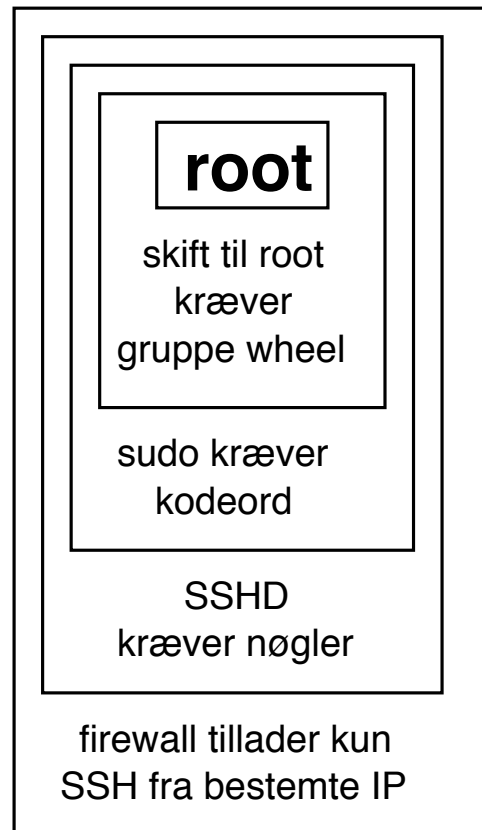 root
skift til root
kræver
gruppe wheel
sudo kræver
kodeord
SSHD
kræver nøgler
firewall tillader kun
SSH fra bestemte IP